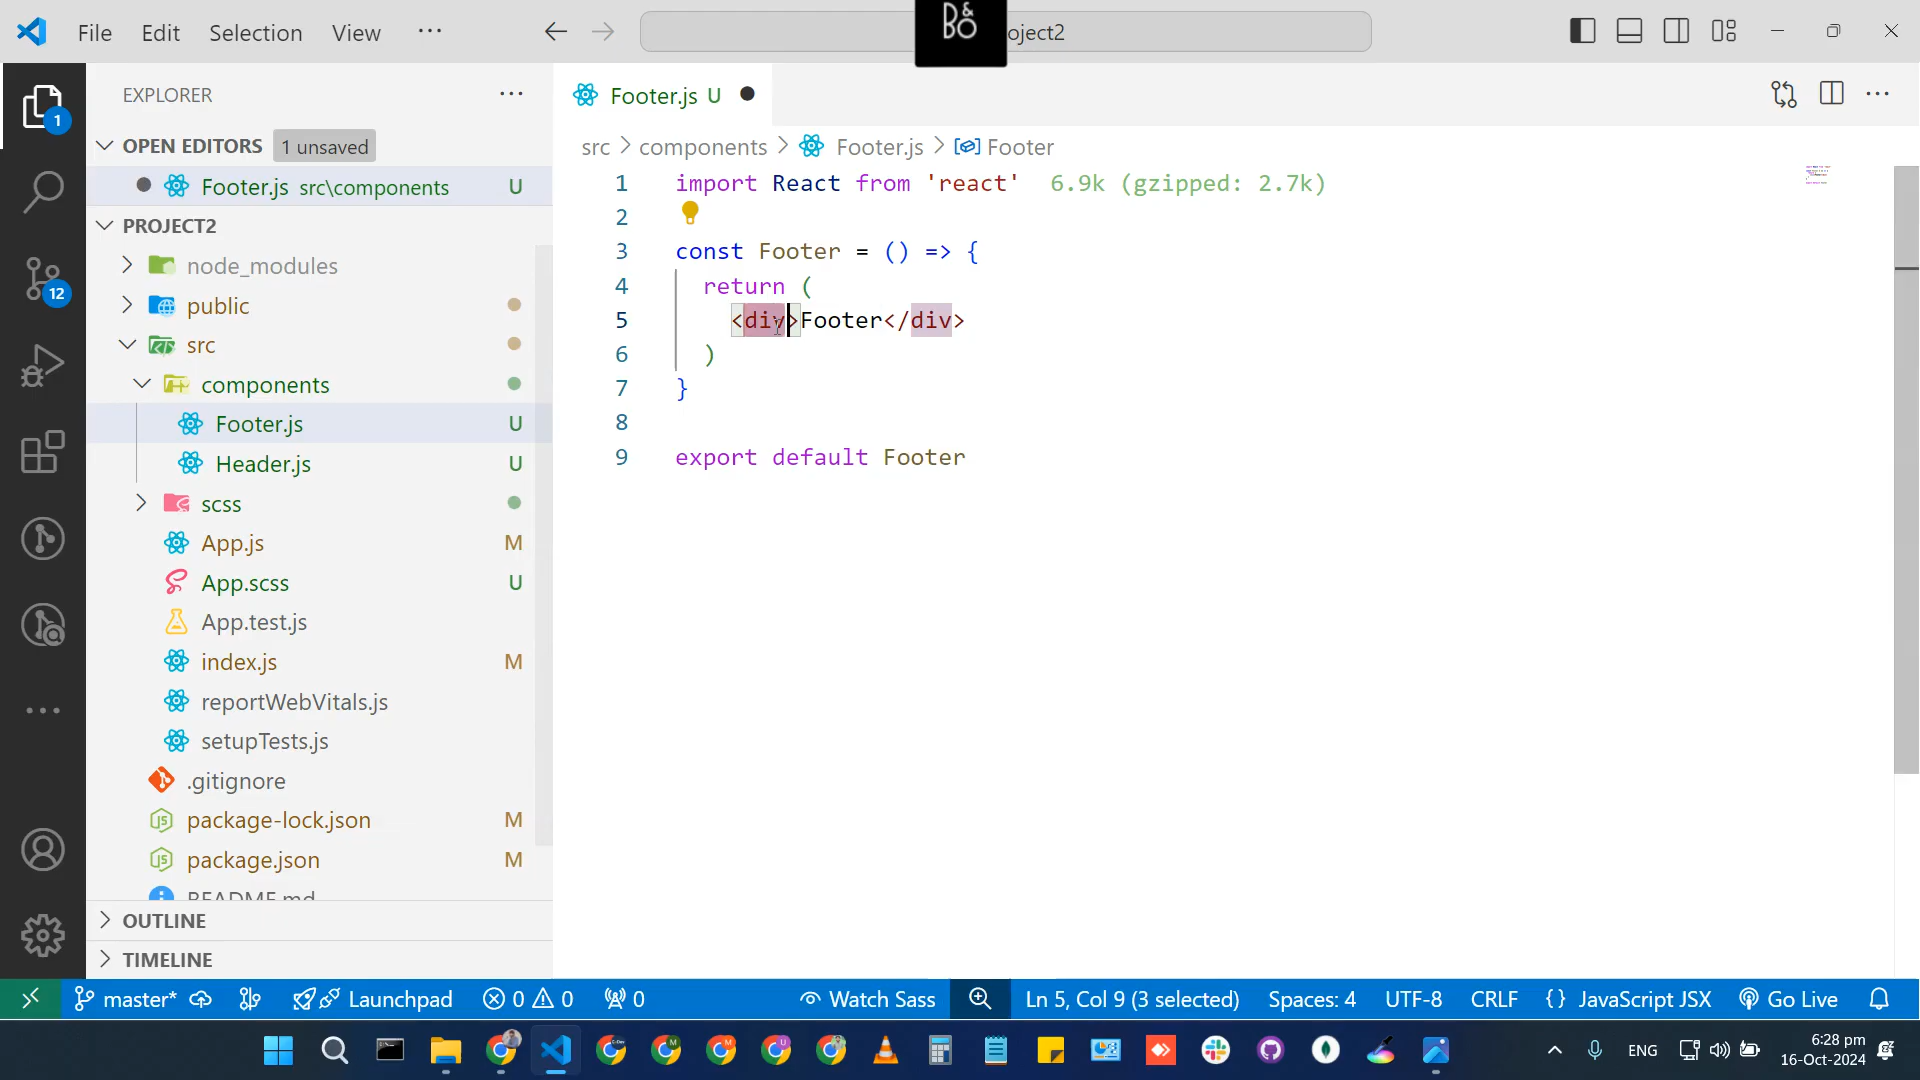 File Edit Selection View ···
B&O
oject2
EXPLORER
OPEN EDITORS 1 unsaved
Footer.js src\components U
PROJECT2
node_modules
public
src
components
Footer.js U
Header.js U
scss
App.js M
App.scss U
App.test.js
index.js M
reportWebVitals.js
setupTests.js
.gitignore
package-lock.json M
package.json M
README.md
OUTLINE
TIMELINE
1
12
Footer.js U
src > components > Footer.js > Footer
1 import React from 'react' 6.9k (gzipped: 2.7k)
2
3 const Footer = () => {
4 return (
5 <div>Footer</div>
6 )
7 }
8
9 export default Footer
master* Launchpad 0 0 0 Watch Sass Ln 5, Col 9 (3 selected) Spaces: 4 UTF-8 CRLF {} JavaScript JSX Go Live
ENG 6:28 pm
16-Oct-2024